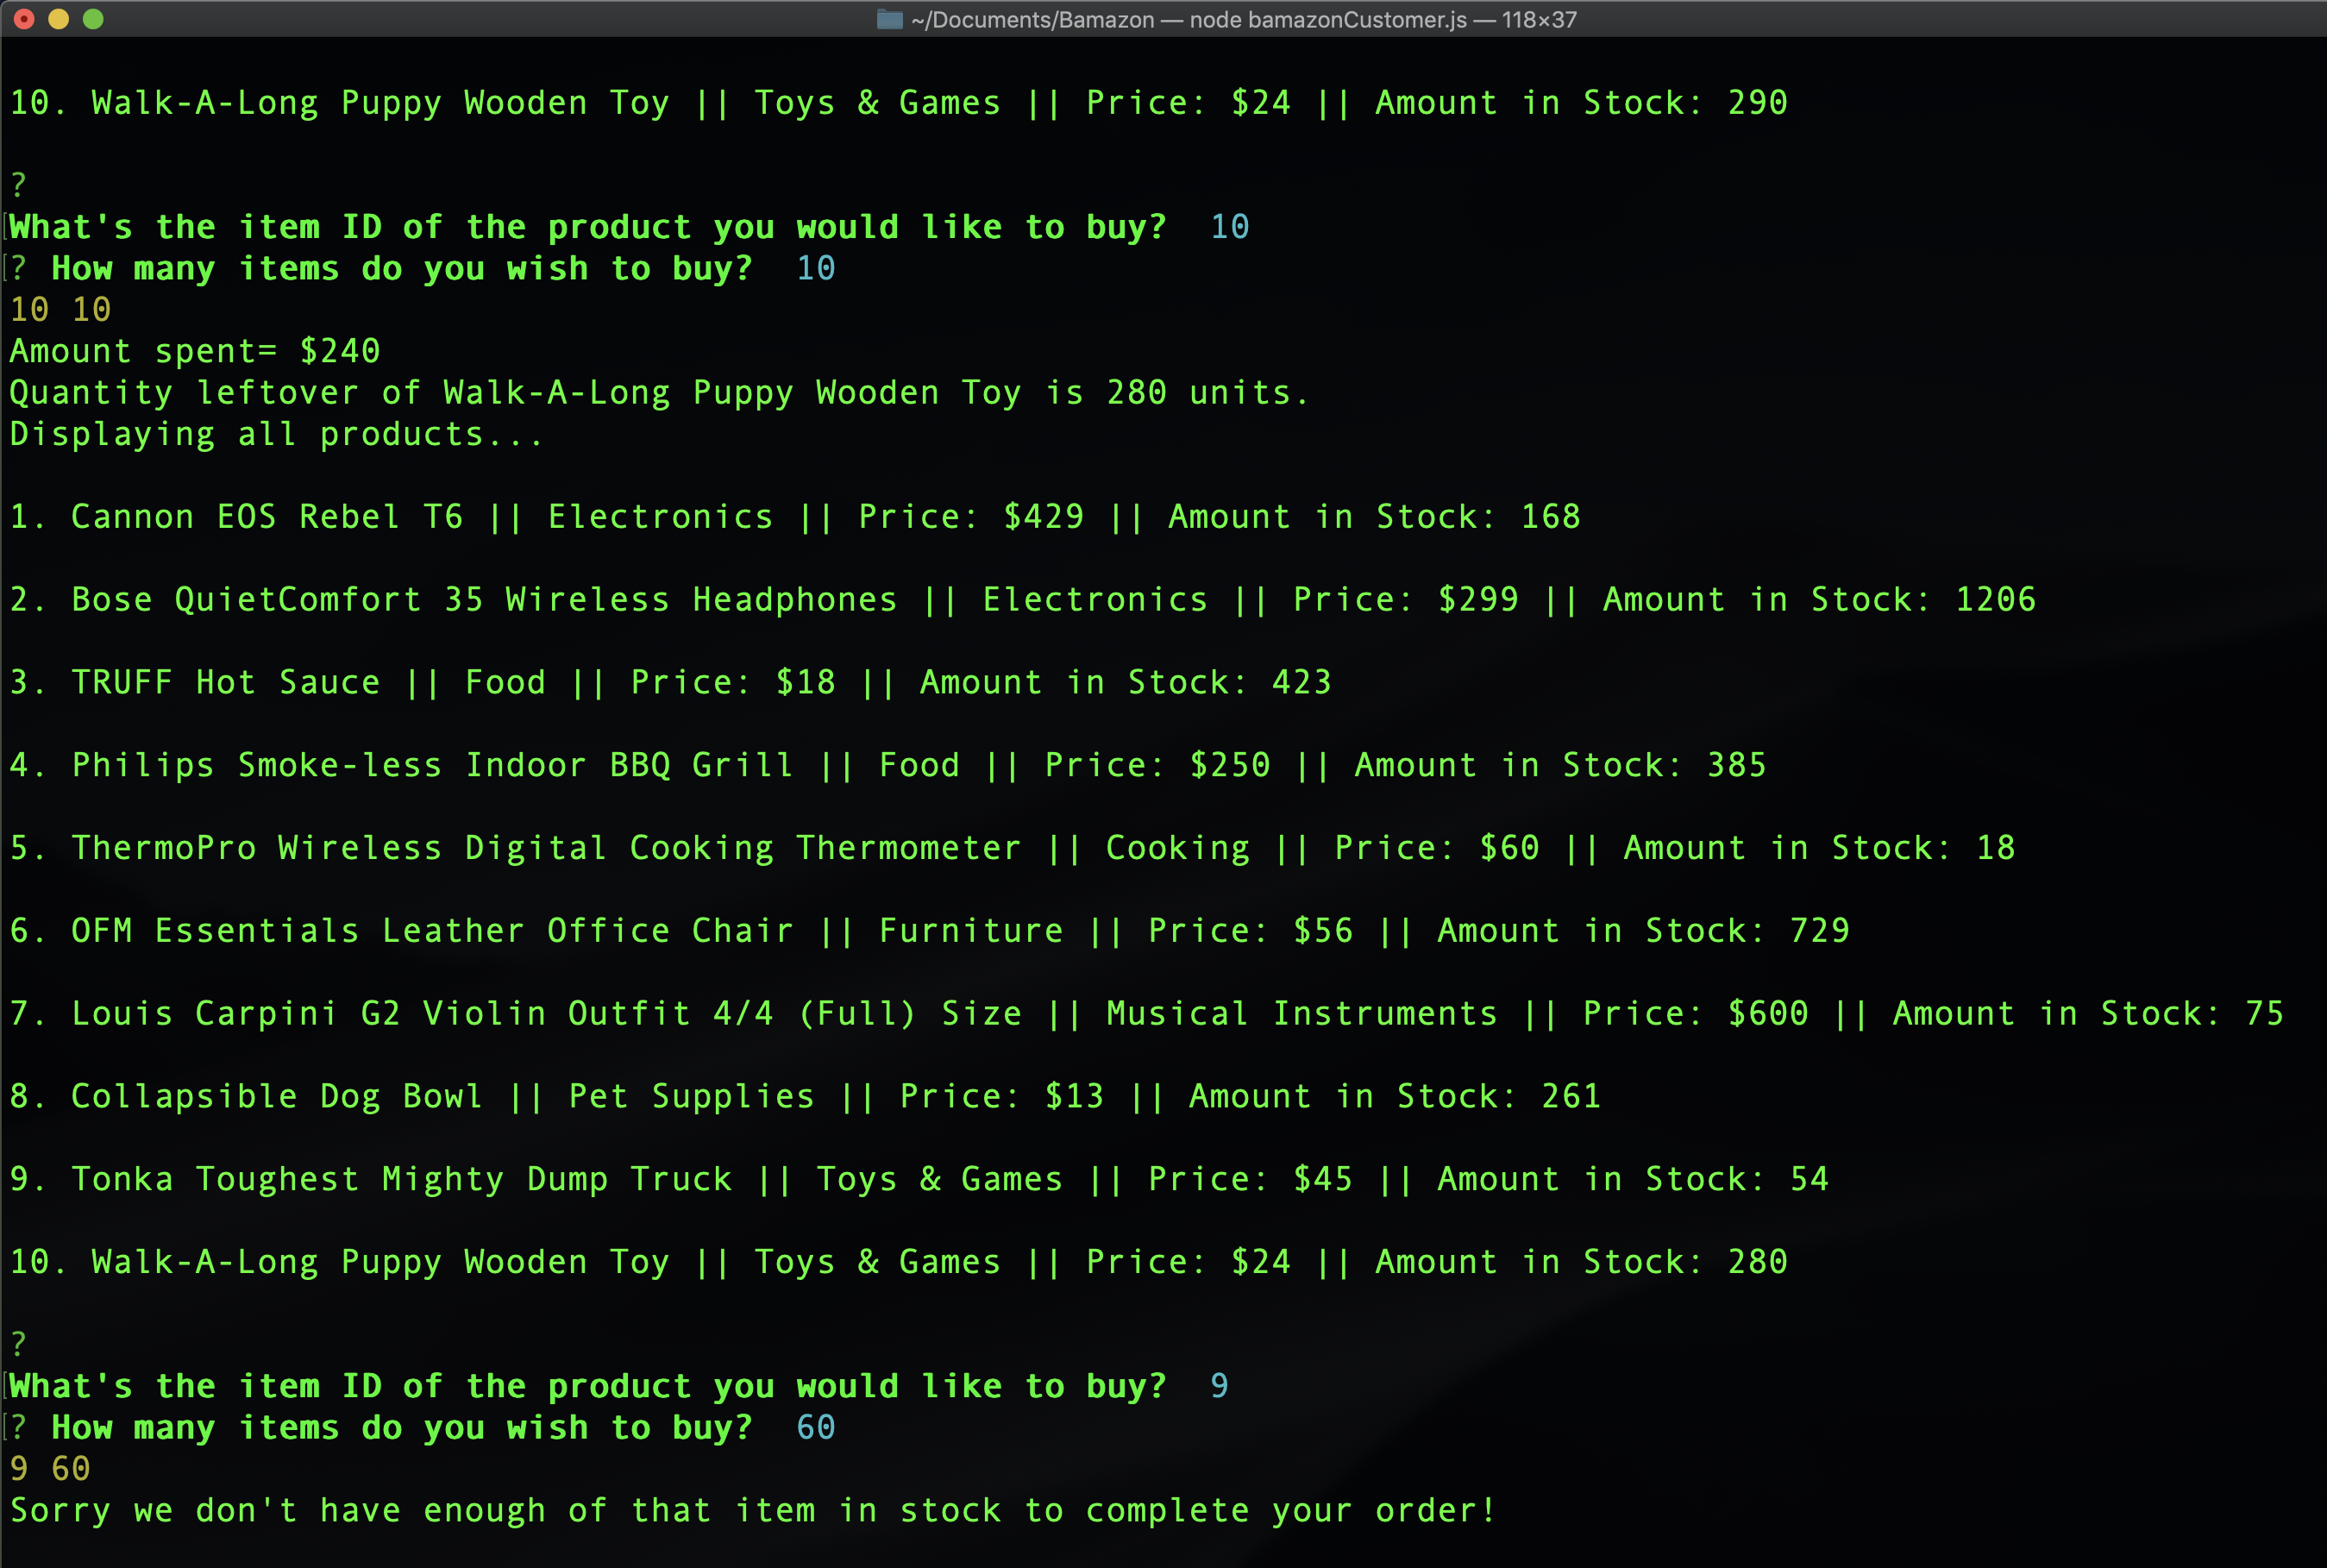 ~/Documents/Bamazon — node bamazonCustomer.js — 118×37
10. Walk-A-Long Puppy Wooden Toy || Toys & Games || Price: $24 || Amount in Stock: 290
?
What's the item ID of the product you would like to buy?  10
? How many items do you wish to buy?  10
10 10
Amount spent= $240
Quantity leftover of Walk-A-Long Puppy Wooden Toy is 280 units.
Displaying all products...
1. Cannon EOS Rebel T6 || Electronics || Price: $429 || Amount in Stock: 168
2. Bose QuietComfort 35 Wireless Headphones || Electronics || Price: $299 || Amount in Stock: 1206
3. TRUFF Hot Sauce || Food || Price: $18 || Amount in Stock: 423
4. Philips Smoke-less Indoor BBQ Grill || Food || Price: $250 || Amount in Stock: 385
5. ThermoPro Wireless Digital Cooking Thermometer || Cooking || Price: $60 || Amount in Stock: 18
6. OFM Essentials Leather Office Chair || Furniture || Price: $56 || Amount in Stock: 729
7. Louis Carpini G2 Violin Outfit 4/4 (Full) Size || Musical Instruments || Price: $600 || Amount in Stock: 75
8. Collapsible Dog Bowl || Pet Supplies || Price: $13 || Amount in Stock: 261
9. Tonka Toughest Mighty Dump Truck || Toys & Games || Price: $45 || Amount in Stock: 54
10. Walk-A-Long Puppy Wooden Toy || Toys & Games || Price: $24 || Amount in Stock: 280
?
What's the item ID of the product you would like to buy?  9
? How many items do you wish to buy?  60
9 60
Sorry we don't have enough of that item in stock to complete your order!